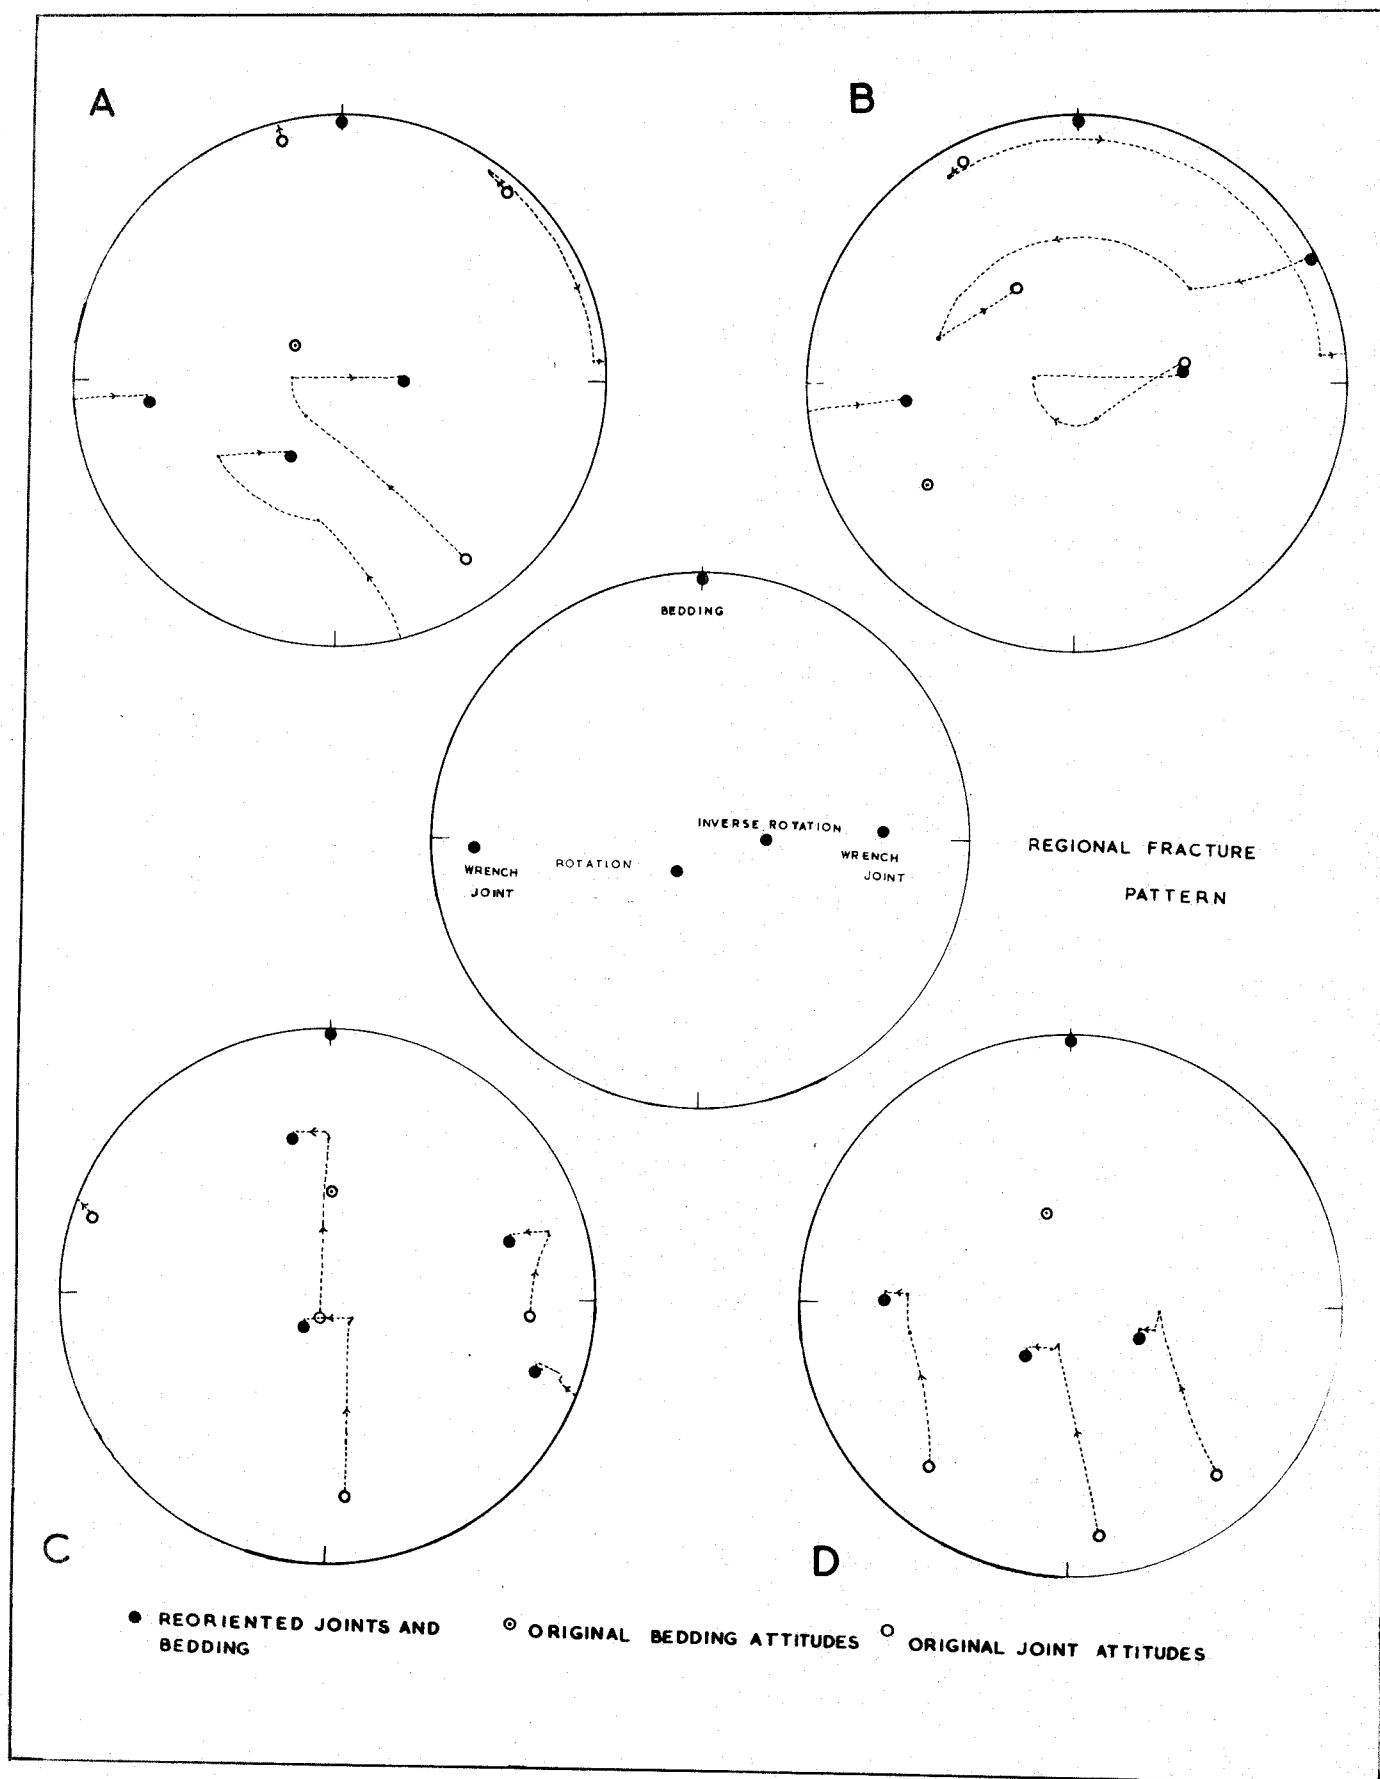 A
B
BEDDING
INVERSE ROTATION
WRENCH
JOINT
ROTATION
WRENCH
JOINT
REGIONAL FRACTURE
PATTERN
C
D
REORIENTED JOINTS AND
BEDDING
ORIGINAL BEDDING ATTITUDES
ORIGINAL JOINT ATTITUDES